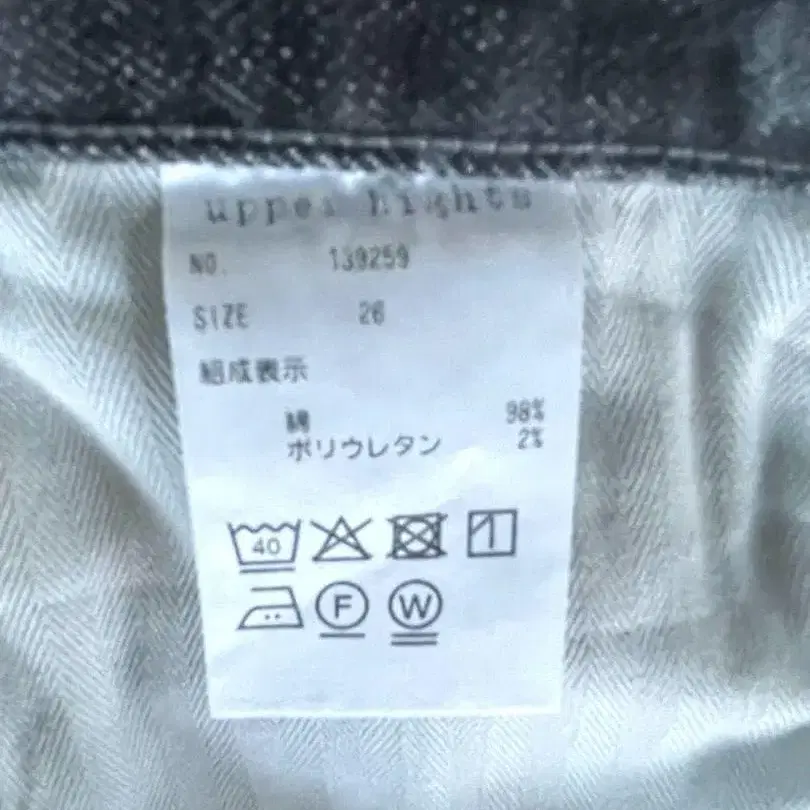 upper hights
NO. 139259
SIZE 26
組成表示
綿 98%
ポリウレタン 2%
40
F W